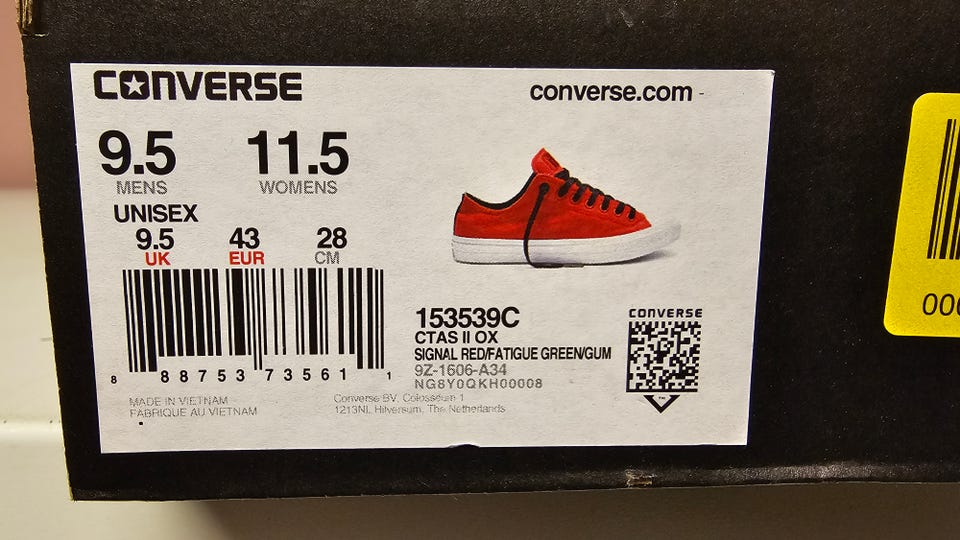 CONVERSE
converse.com
9.5 11.5
MENS WOMENS
UNISEX
9.5 43 28
UK EUR CM
8 88753 73561 1
153539C
CTAS II OX
SIGNAL RED/FATIGUE GREEN/GUM
9Z-1606-A34
NG8Y0QKH00008
CONVERSE
TM
MADE IN VIETNAM
FABRIQUE AU VIETNAM
Converse BV, Colosseum 1
1213NL Hilversum, The Netherlands